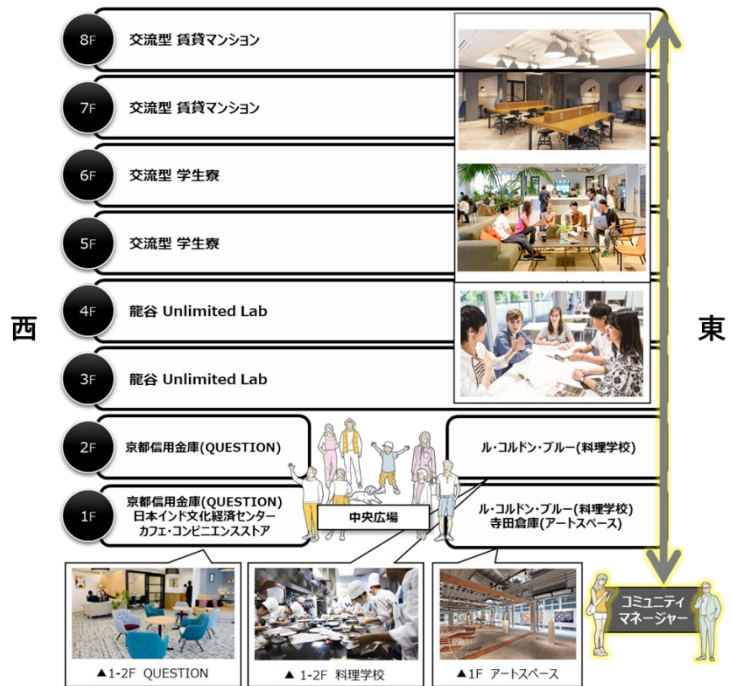 8F
交流型 賃貸マンション
7F
交流型 賃貸マンション
6F
交流型 学生寮
5F
交流型 学生寮
4F
龍谷 Unlimited Lab
3F
龍谷 Unlimited Lab
西
東
2F
京都信用金庫(QUESTION)
ル・コルドン・ブルー(料理学校)
1F
京都信用金庫(QUESTION)
日本インド文化経済センター
カフェ・コンビニエンスストア
中央広場
ル・コルドン・ブルー(料理学校)
寺田倉庫(アートスペース)
コミュニティ
マネージャー
▲1-2F QUESTION
▲ 1-2F 料理学校
▲1F アートスペース